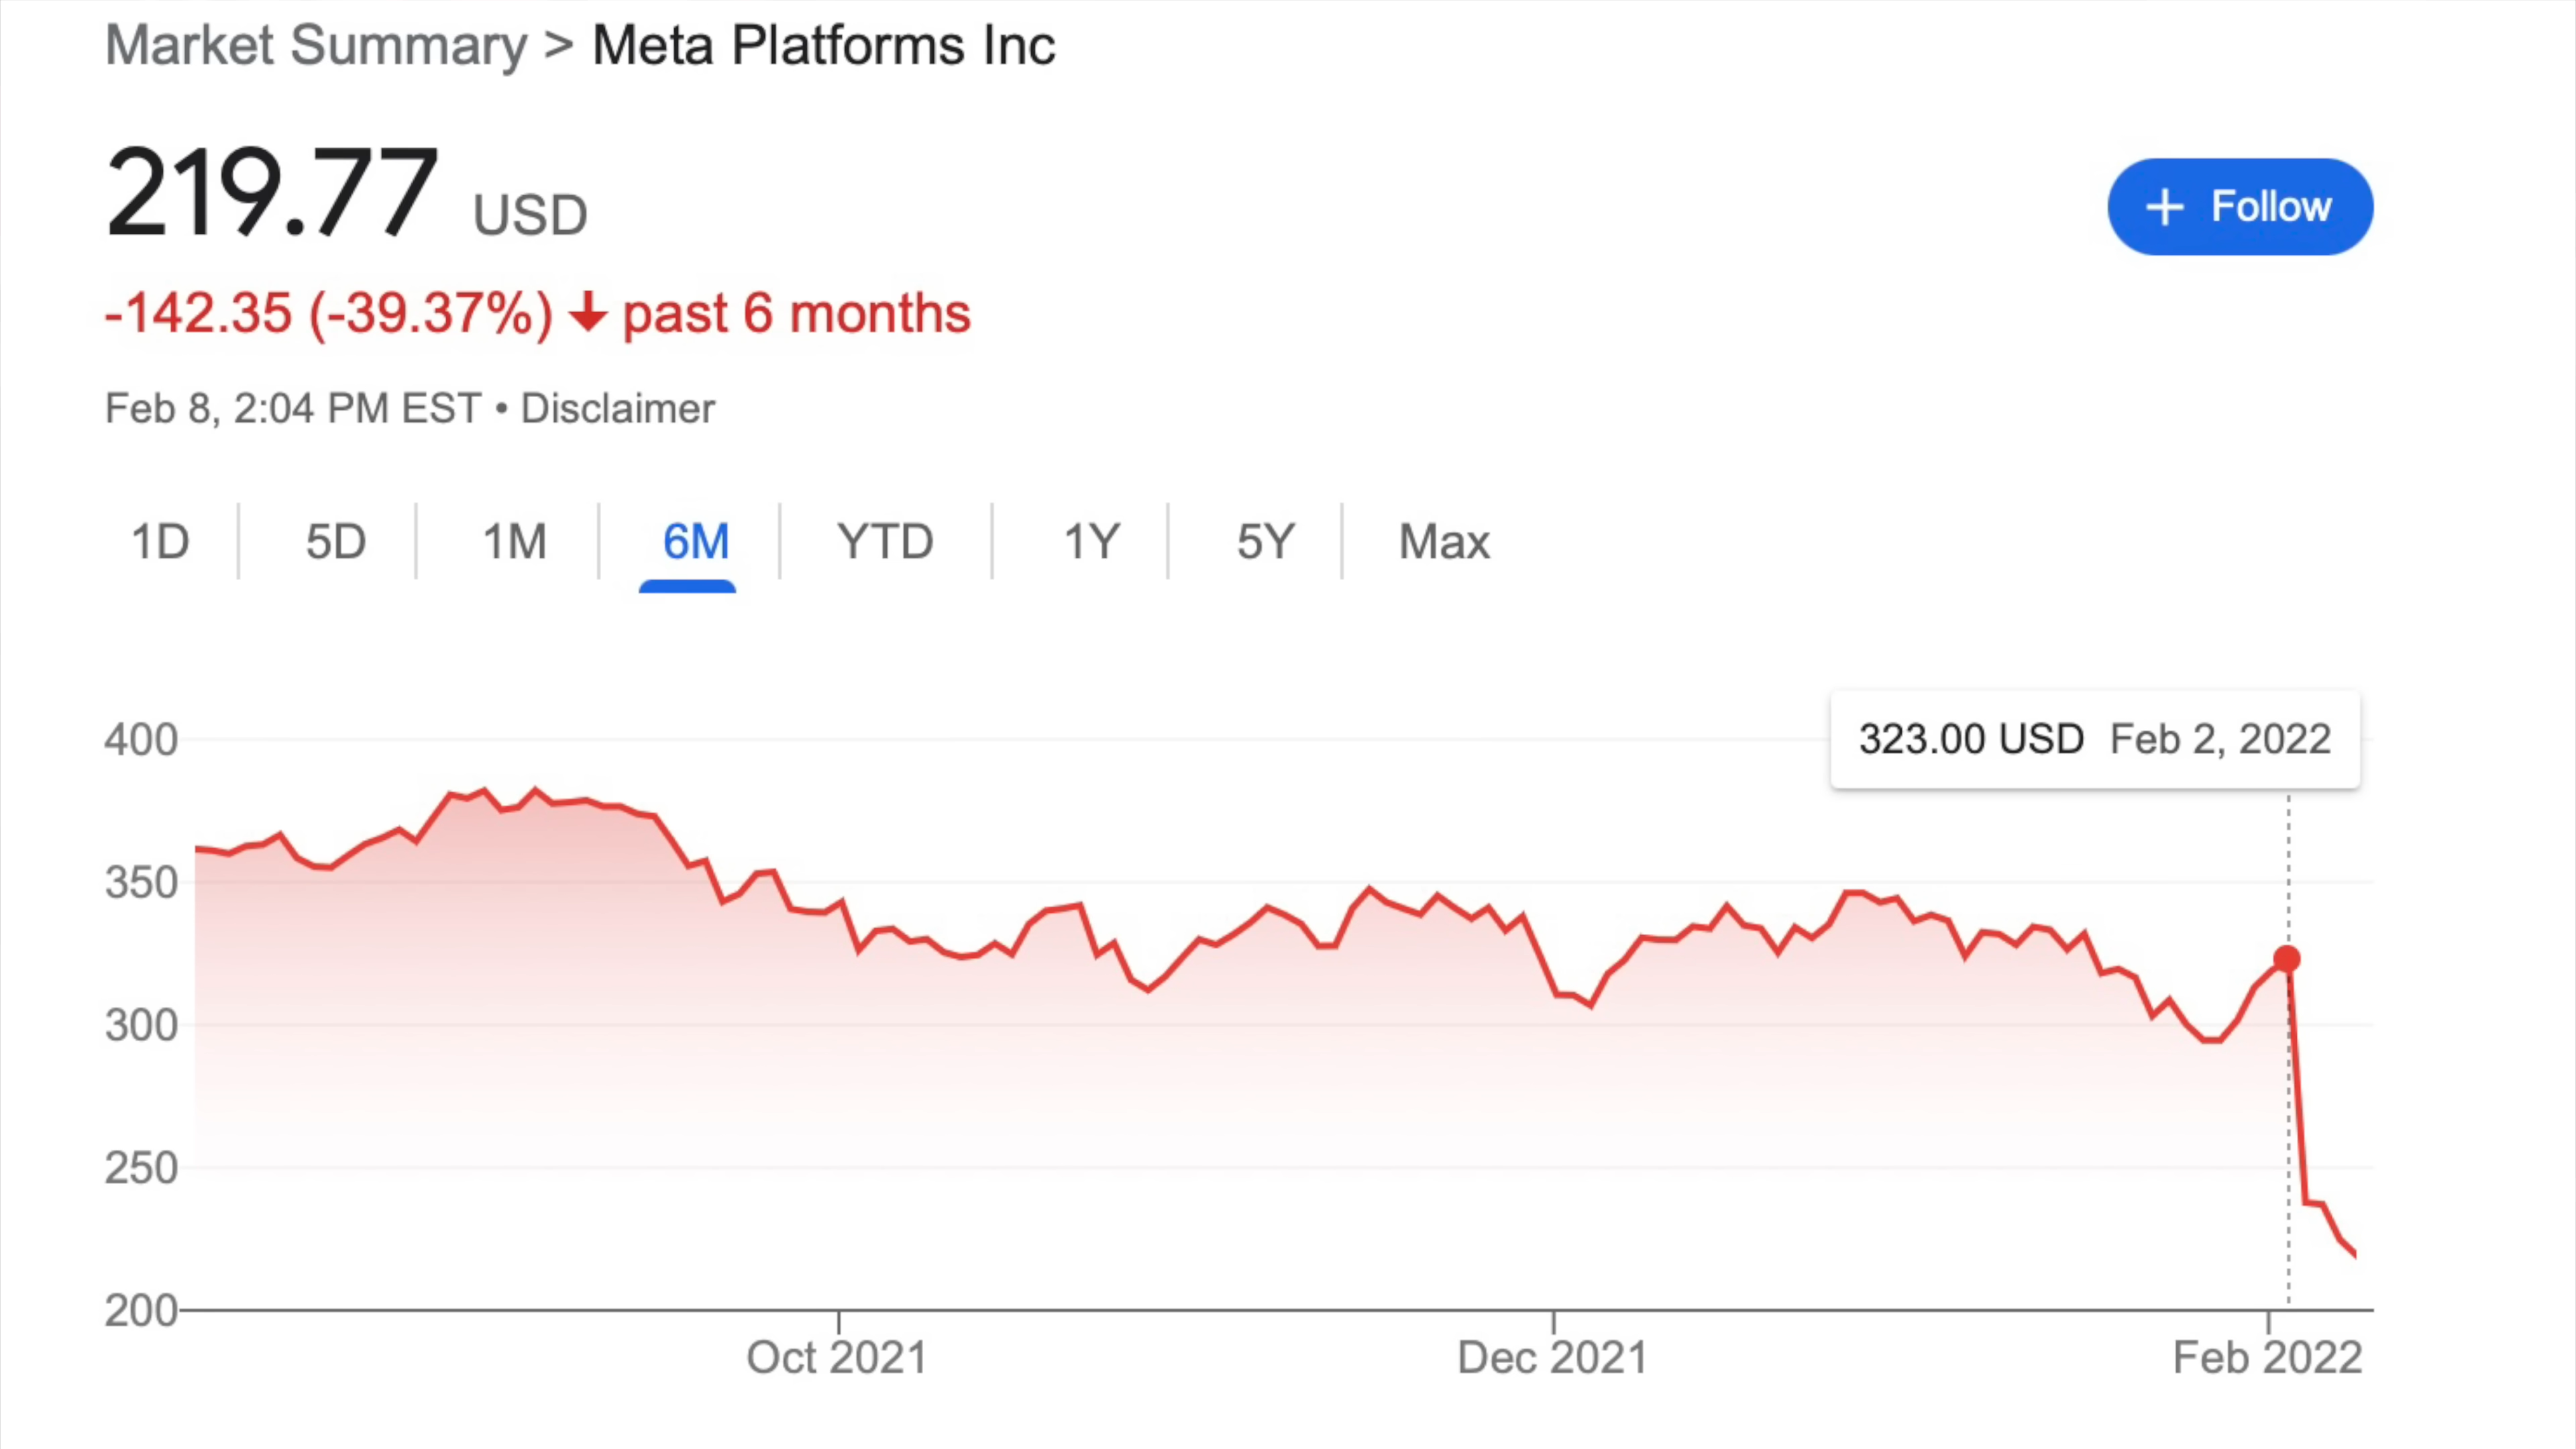 Market Summary > Meta Platforms Inc
219.77 USD
+ Follow
-142.35 (-39.37%) ↓ past 6 months
Feb 8, 2:04 PM EST • Disclaimer
1D 5D 1M 6M YTD 1Y 5Y Max
323.00 USD Feb 2, 2022
400
350
300
250
200
Oct 2021 Dec 2021 Feb 2022